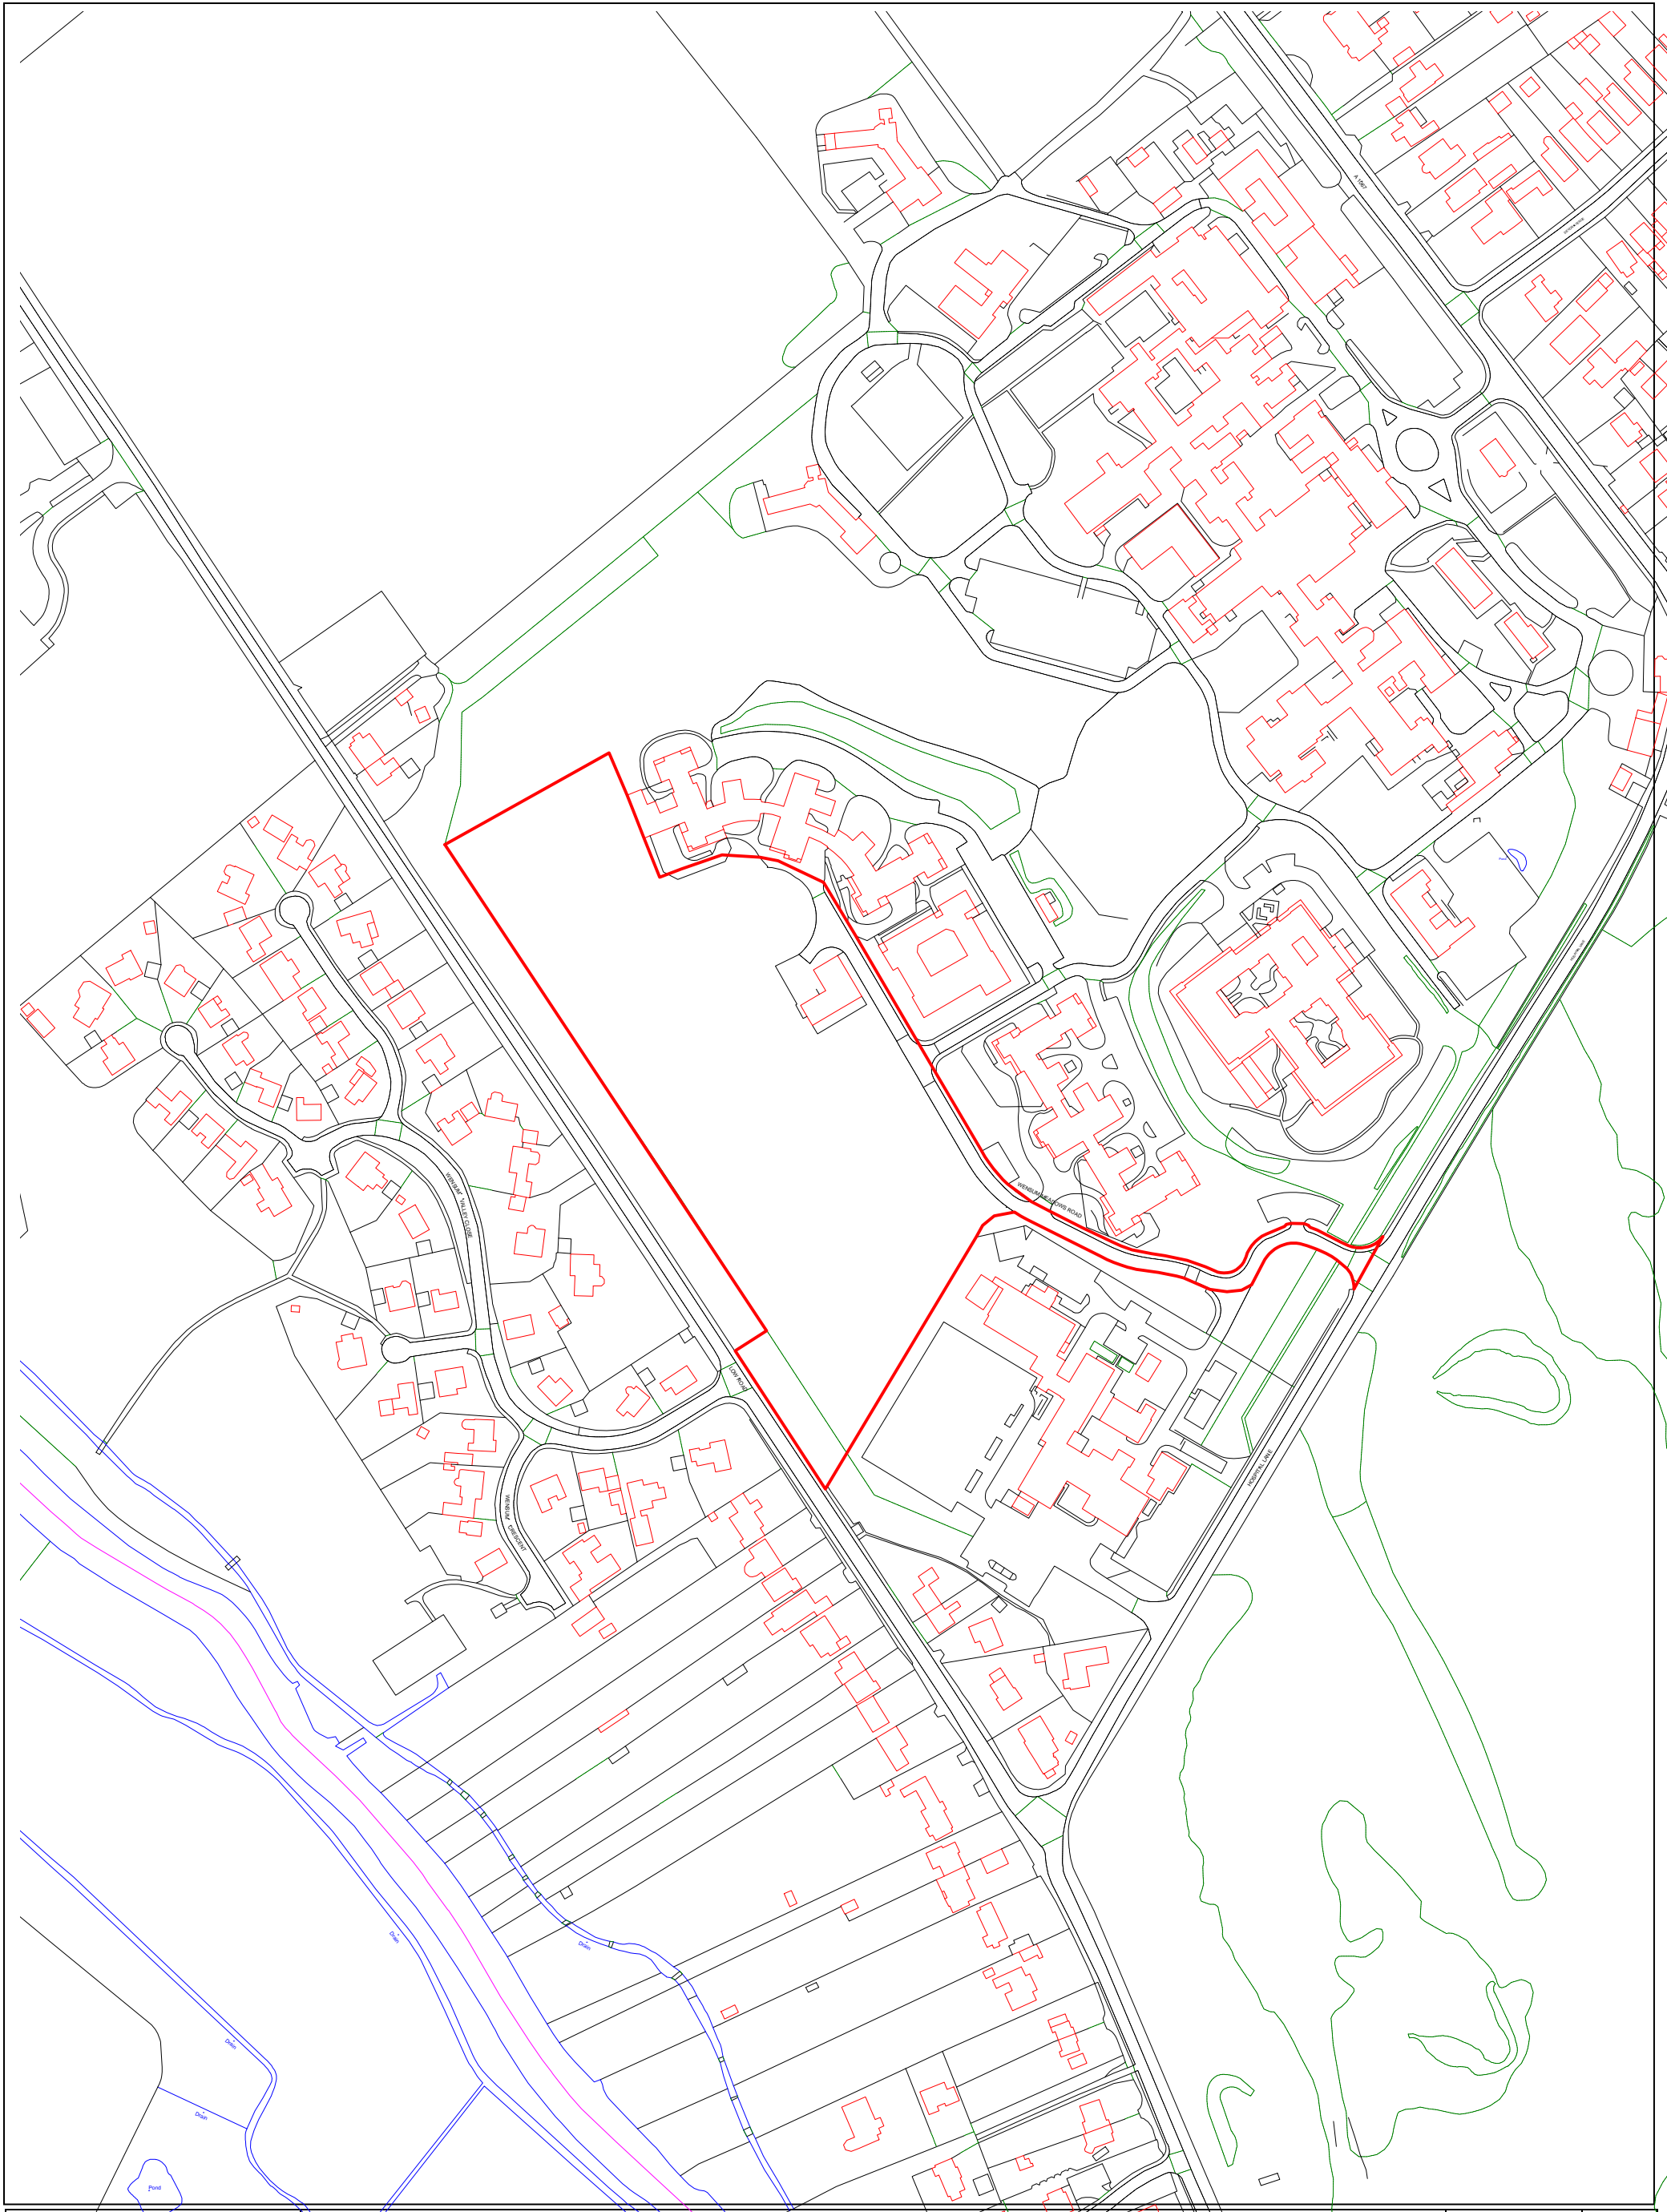 A 1067
WENSUM VALLEY CLOSE
WENSUM MEADOWS ROAD
LOW ROAD
HOSPITAL LANE
WENSUM CRESCENT
Drain
Drain
Drain
Drain
Pond